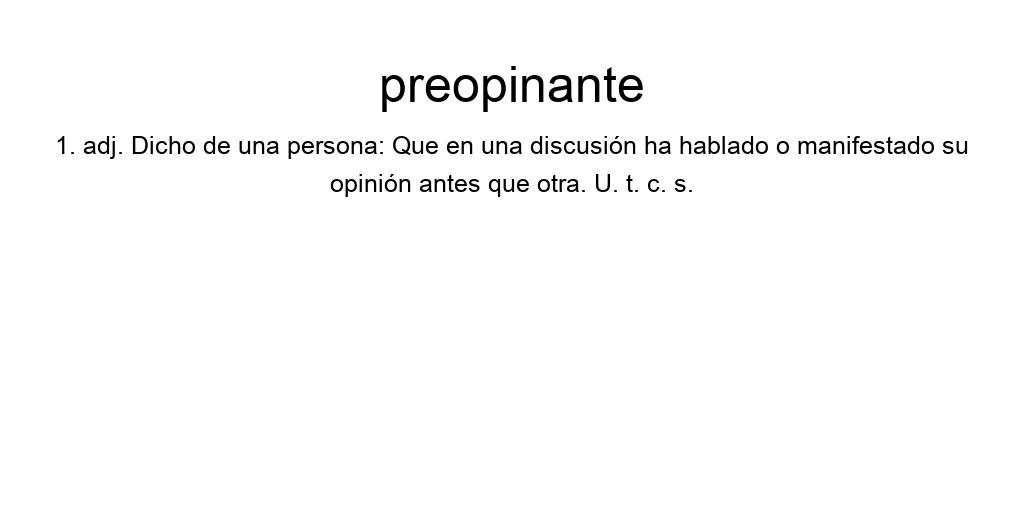 preopinante
1. adj. Dicho de una persona: Que en una discusión ha hablado o manifestado su
opinión antes que otra. U. t. c. s.